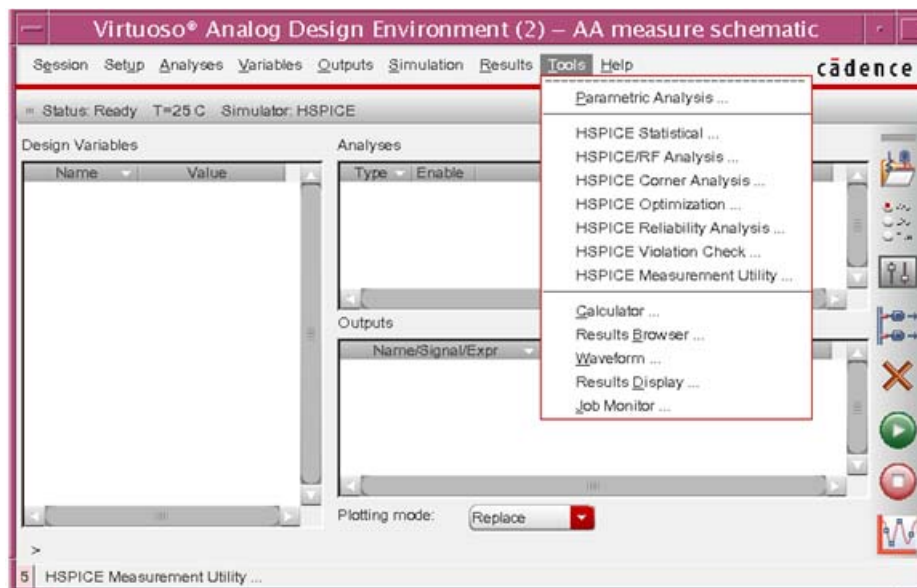 Virtuoso® Analog Design Environment (2) – AA measure schematic
Session Setup Analyses Variables Outputs Simulation Results Tools Help
cādence
Status: Ready T=25 C Simulator: HSPICE
Design Variables
Name Value
Analyses
Type Enable
Parametric Analysis ...
HSPICE Statistical ...
HSPICE/RF Analysis ...
HSPICE Corner Analysis ...
HSPICE Optimization ...
HSPICE Reliability Analysis ...
HSPICE Violation Check ...
HSPICE Measurement Utility ...
Calculator ...
Results Browser ...
Waveform ...
Results Display ...
Job Monitor ...
Outputs
Name/Signal/Expr
Plotting mode: Replace
>
5 HSPICE Measurement Utility ...